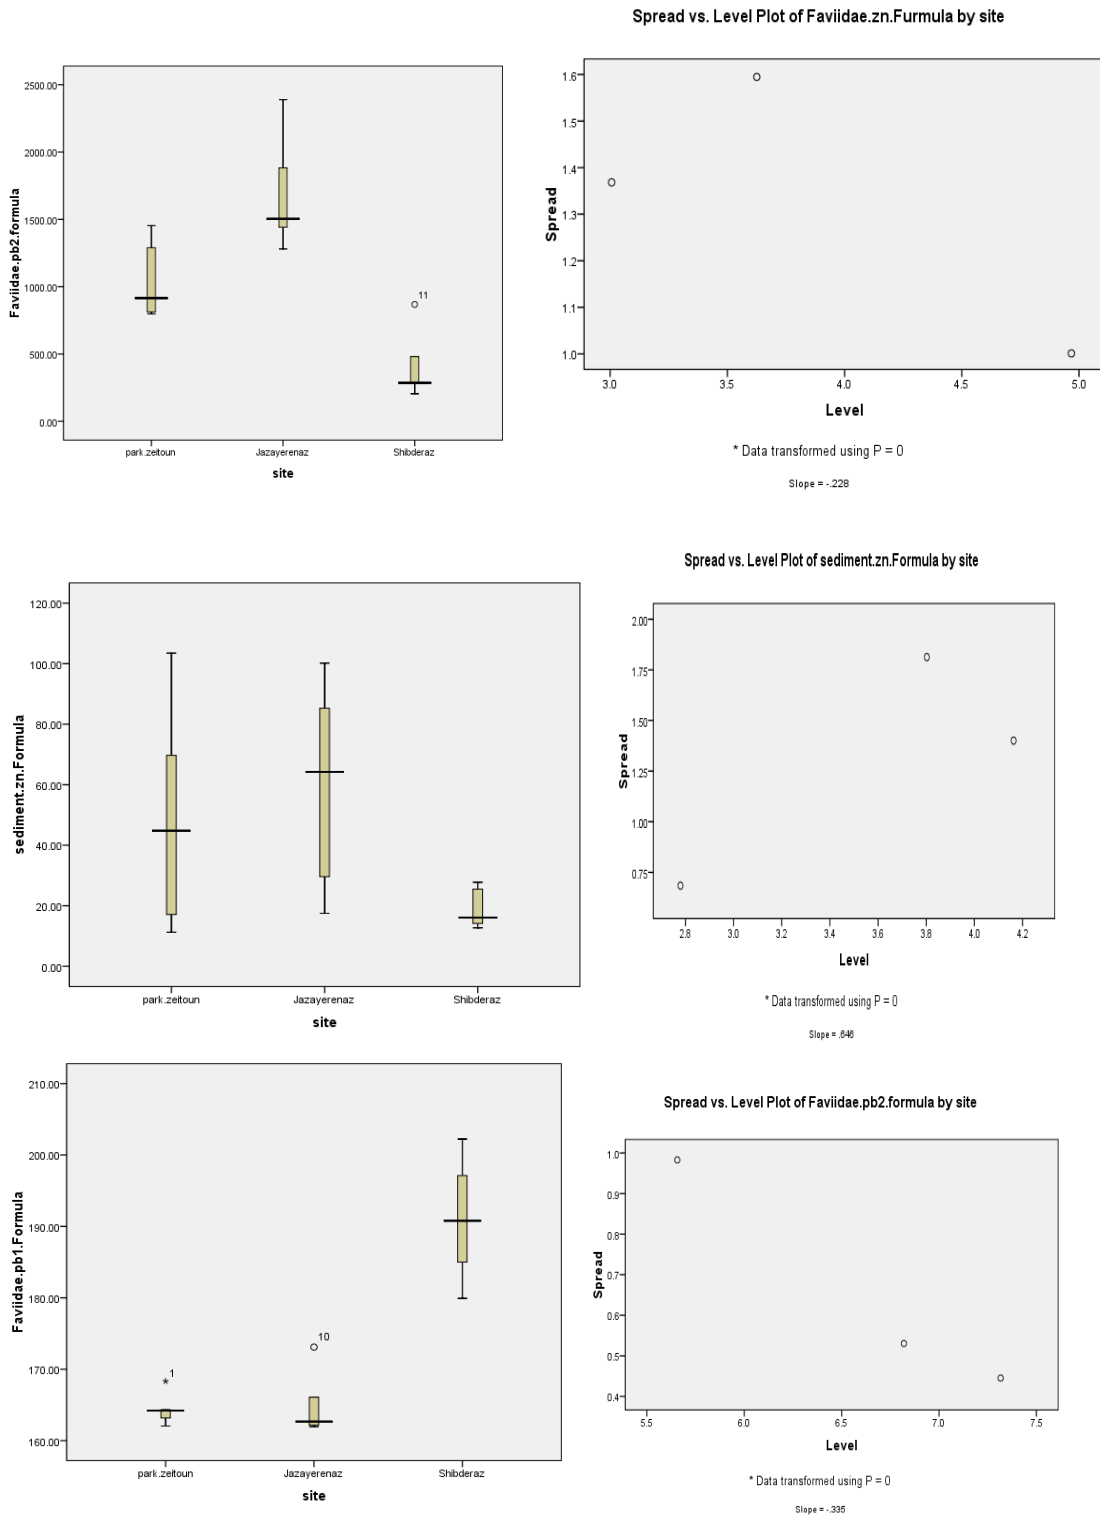 Spread vs. Level Plot of Faviidae.zn.Furmula by site
Faviidae.pb2.formula
2500.00
2000.00
1500.00
1000.00
500.00
0.00
11
park.zeitoun Jazayerenaz Shibderaz
site
Spread
1.6
1.5
1.4
1.3
1.2
1.1
1.0
3.0 3.5 4.0 4.5 5.0
Level
* Data transformed using P = 0
Slope = -.228
sediment.zn.Formula
120.00
100.00
80.00
60.00
40.00
20.00
0.00
park.zeitoun Jazayerenaz Shibderaz
site
Spread vs. Level Plot of sediment.zn.Formula by site
Spread
2.00
1.75
1.50
1.25
1.00
0.75
2.8 3.0 3.2 3.4 3.6 3.8 4.0 4.2
Level
* Data transformed using P = 0
Slope = .646
Faviidae.pb1.Formula
210.00
200.00
190.00
180.00
170.00
160.00
1
10
park.zeitoun Jazayerenaz Shibderaz
site
Spread vs. Level Plot of Faviidae.pb2.formula by site
Spread
1.0
0.9
0.8
0.7
0.6
0.5
0.4
5.5 6.0 6.5 7.0 7.5
Level
* Data transformed using P = 0
Slope = -.335